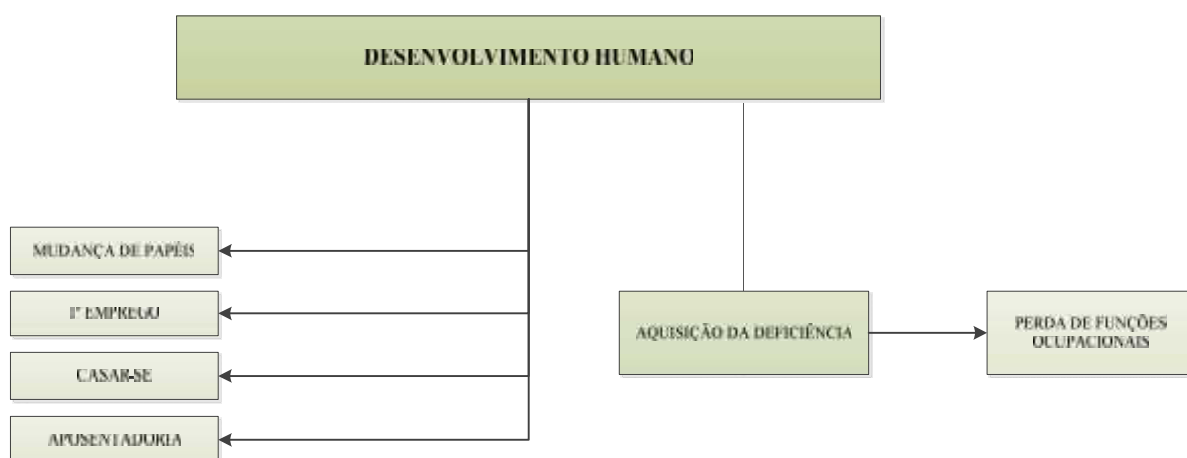 DESENVOLVIMENTO HUMANO
MUDANÇA DE PAPÉIS
1º EMPREGO
CASAR-SE
APOSENTADORIA
AQUISIÇÃO DA DEFICIÊNCIA
PERDA DE FUNÇÕES
OCUPACIONAIS